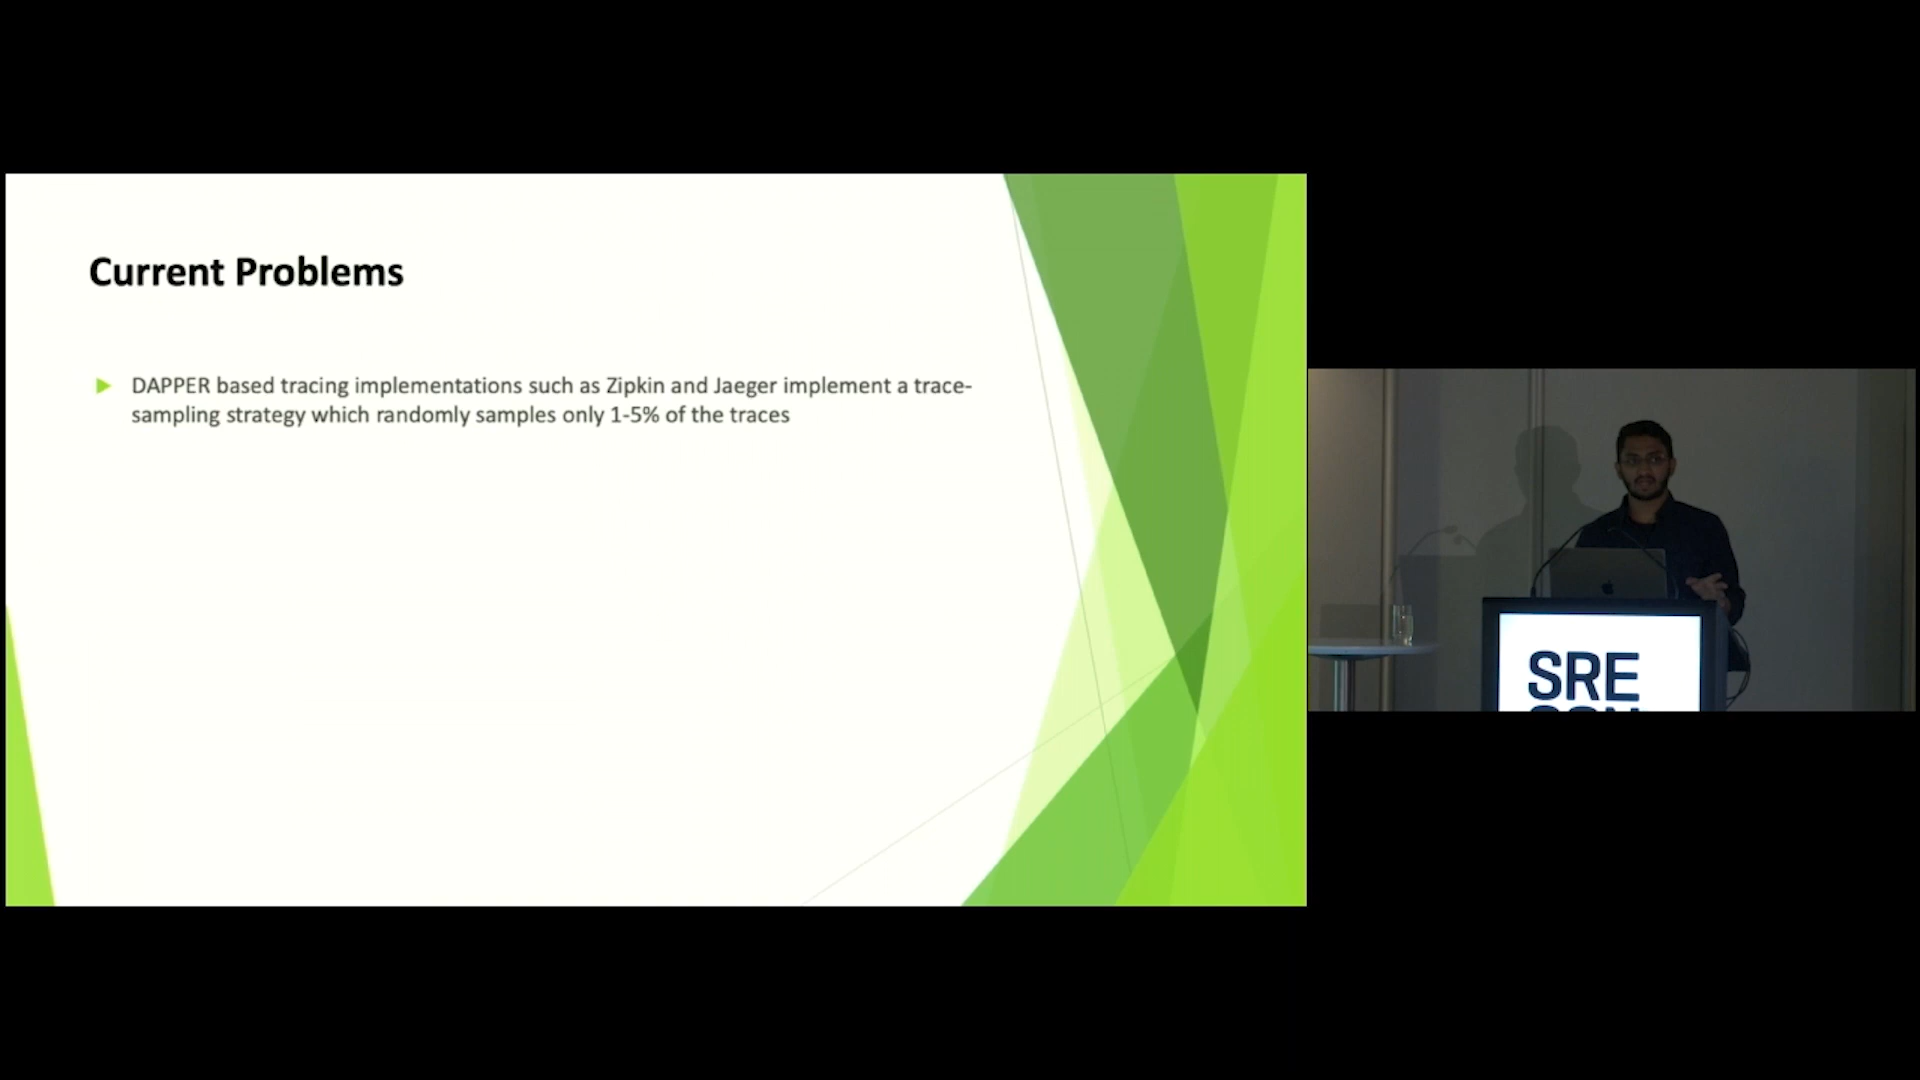 Current Problems
DAPPER based tracing implementations such as Zipkin and Jaeger implement a trace-
sampling strategy which randomly samples only 1-5% of the traces
SRE